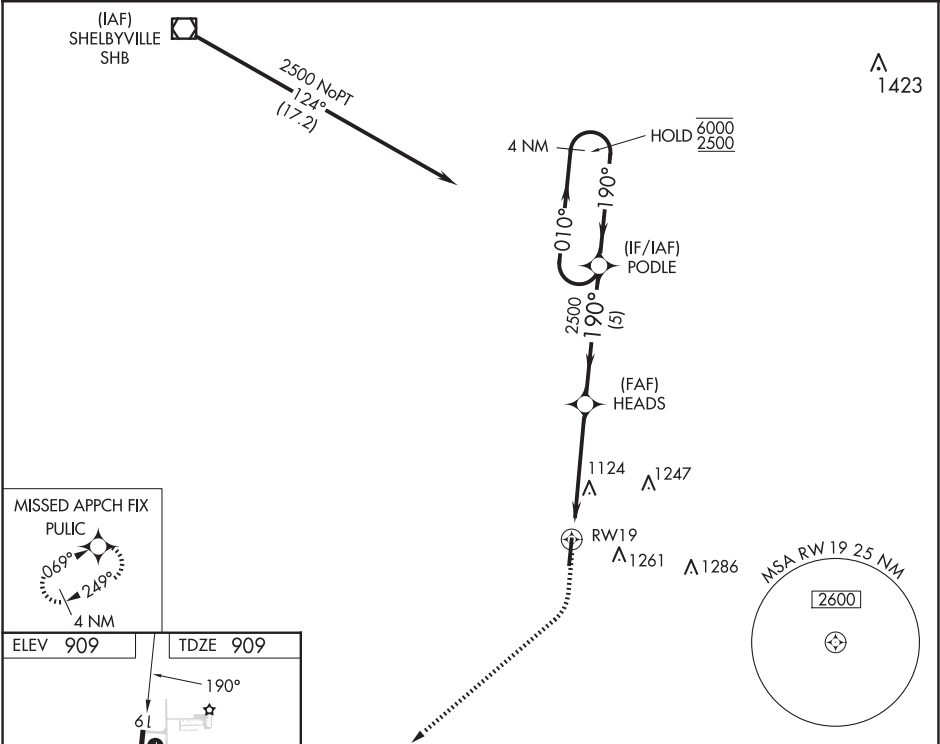 (IAF)
SHELBYVILLE
SHB
2500 NoPT
124°
(17.2)
1423
4 NM
HOLD 6000
2500
190°
010°
(IF/IAF)
PODLE
2500
190°
(5)
(FAF)
HEADS
1124
1247
RW19
1261
1286
MISSED APPCH FIX
PULIC
069°
249°
4 NM
MSA RW 19 25 NM
2600
ELEV 909
TDZE 909
190°
19